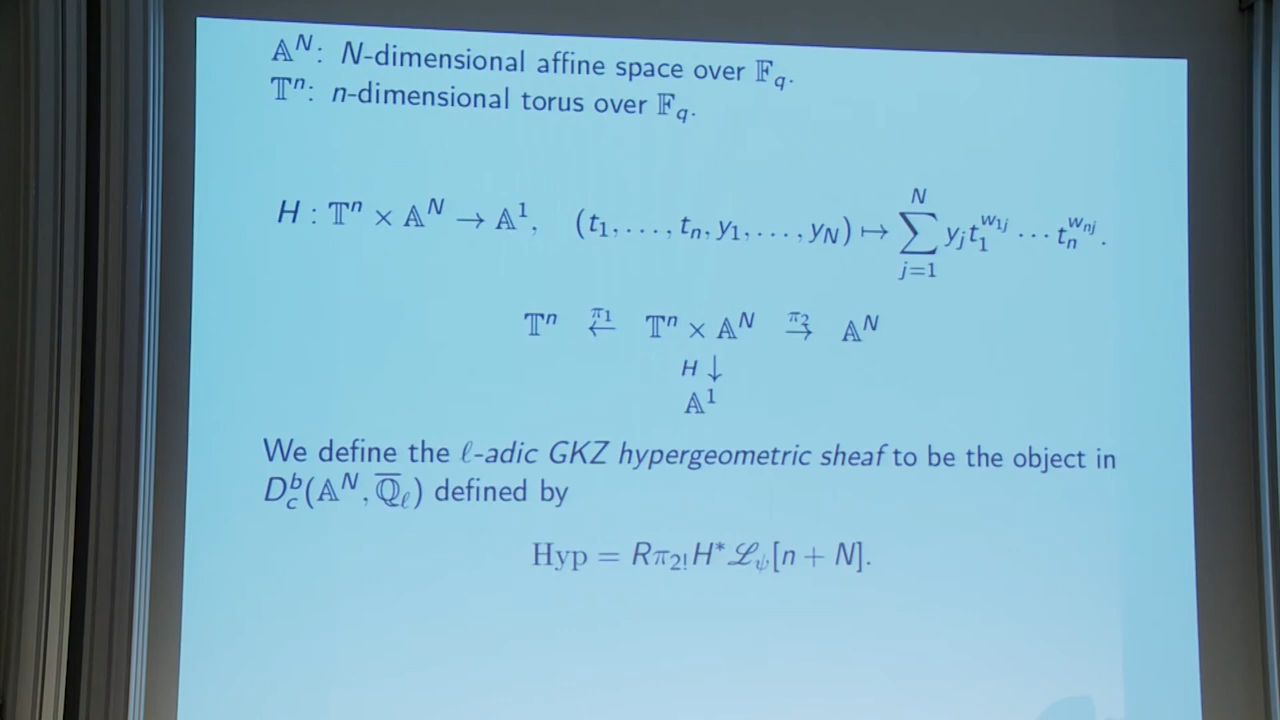 𝔸^N: N-dimensional affine space over 𝔽_q.
𝕋^n: n-dimensional torus over 𝔽_q.
H : 𝕋^n × 𝔸^N → 𝔸^1, (t_1, . . . , t_n, y_1, . . . , y_N) ↦ ∑_{j=1}^{N} y_j t_1^{w_{1j}} · · · t_n^{w_{nj}}.
𝕋^n ←^{π_1} 𝕋^n × 𝔸^N →^{π_2} 𝔸^N
H ↓
𝔸^1
We define the ℓ-adic GKZ hypergeometric sheaf to be the object in
D_c^b(𝔸^N, \overline{ℚ}_ℓ) defined by
Hyp = Rπ_{2!}H^*ℒ_ψ[n + N].